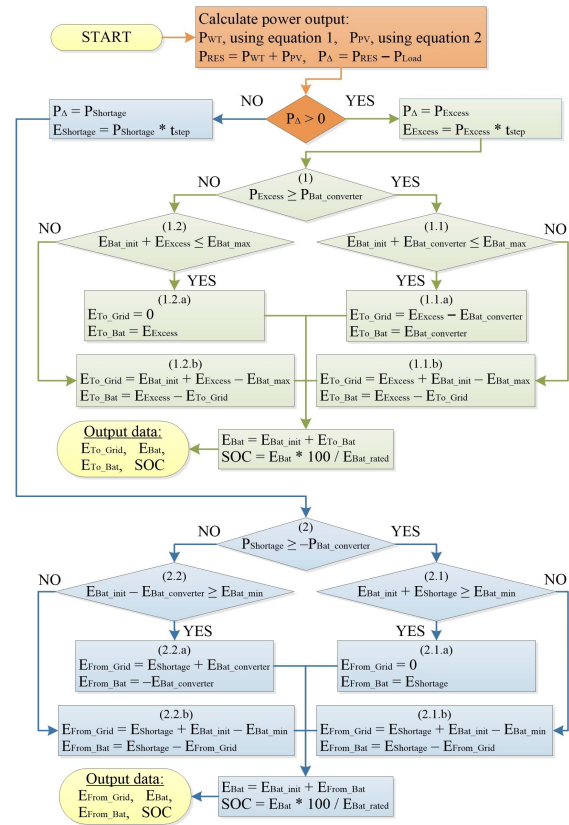 START
Calculate power output:
PWT, using equation 1, PPV, using equation 2
PRES = PWT + PPV, PΔ = PRES − PLoad
NO
YES
PΔ > 0
PΔ = PShortage
EShortage = PShortage * tstep
PΔ = PExcess
EExcess = PExcess * tstep
(1)
PExcess ≥ PBat_converter
NO
YES
(1.2)
EBat_init + EExcess ≤ EBat_max
NO
YES
(1.1)
EBat_init + EBat_converter ≤ EBat_max
NO
YES
(1.2.a)
ETo_Grid = 0
ETo_Bat = EExcess
(1.1.a)
ETo_Grid = EExcess − EBat_converter
ETo_Bat = EBat_converter
(1.2.b)
ETo_Grid = EBat_init + EExcess − EBat_max
ETo_Bat = EExcess − ETo_Grid
(1.1.b)
ETo_Grid = EExcess + EBat_init − EBat_max
ETo_Bat = EExcess − ETo_Grid
Output data:
ETo_Grid, EBat,
ETo_Bat, SOC
EBat = EBat_init + ETo_Bat
SOC = EBat * 100 / EBat_rated
(2)
PShortage ≥ −PBat_converter
NO
YES
(2.2)
EBat_init − EBat_converter ≥ EBat_min
NO
YES
(2.1)
EBat_init + EShortage ≥ EBat_min
NO
YES
(2.2.a)
EFrom_Grid = EShortage + EBat_converter
EFrom_Bat = −EBat_converter
(2.1.a)
EFrom_Grid = 0
EFrom_Bat = EShortage
(2.2.b)
EFrom_Grid = EShortage + EBat_init − EBat_min
EFrom_Bat = EShortage − EFrom_Grid
(2.1.b)
EFrom_Grid = EShortage + EBat_init − EBat_min
EFrom_Bat = EShortage − EFrom_Grid
Output data:
EFrom_Grid, EBat,
EFrom_Bat, SOC
EBat = EBat_init + EFrom_Bat
SOC = EBat * 100 / EBat_rated